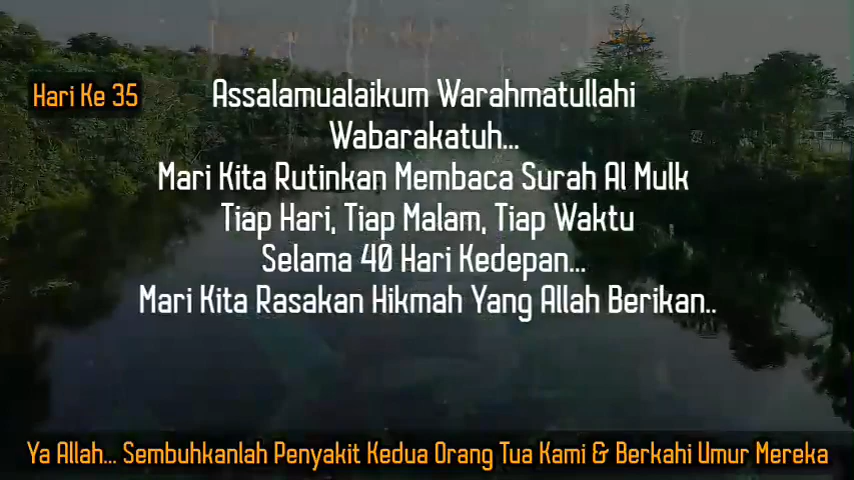 Hari Ke 35
Assalamualaikum Warahmatullahi
Wabarakatuh...
Mari Kita Rutinkan Membaca Surah Al Mulk
Tiap Hari, Tiap Malam, Tiap Waktu
Selama 40 Hari Kedepan...
Mari Kita Rasakan Hikmah Yang Allah Berikan..
Ya Allah... Sembuhkanlah Penyakit Kedua Orang Tua Kami & Berkahi Umur Mereka